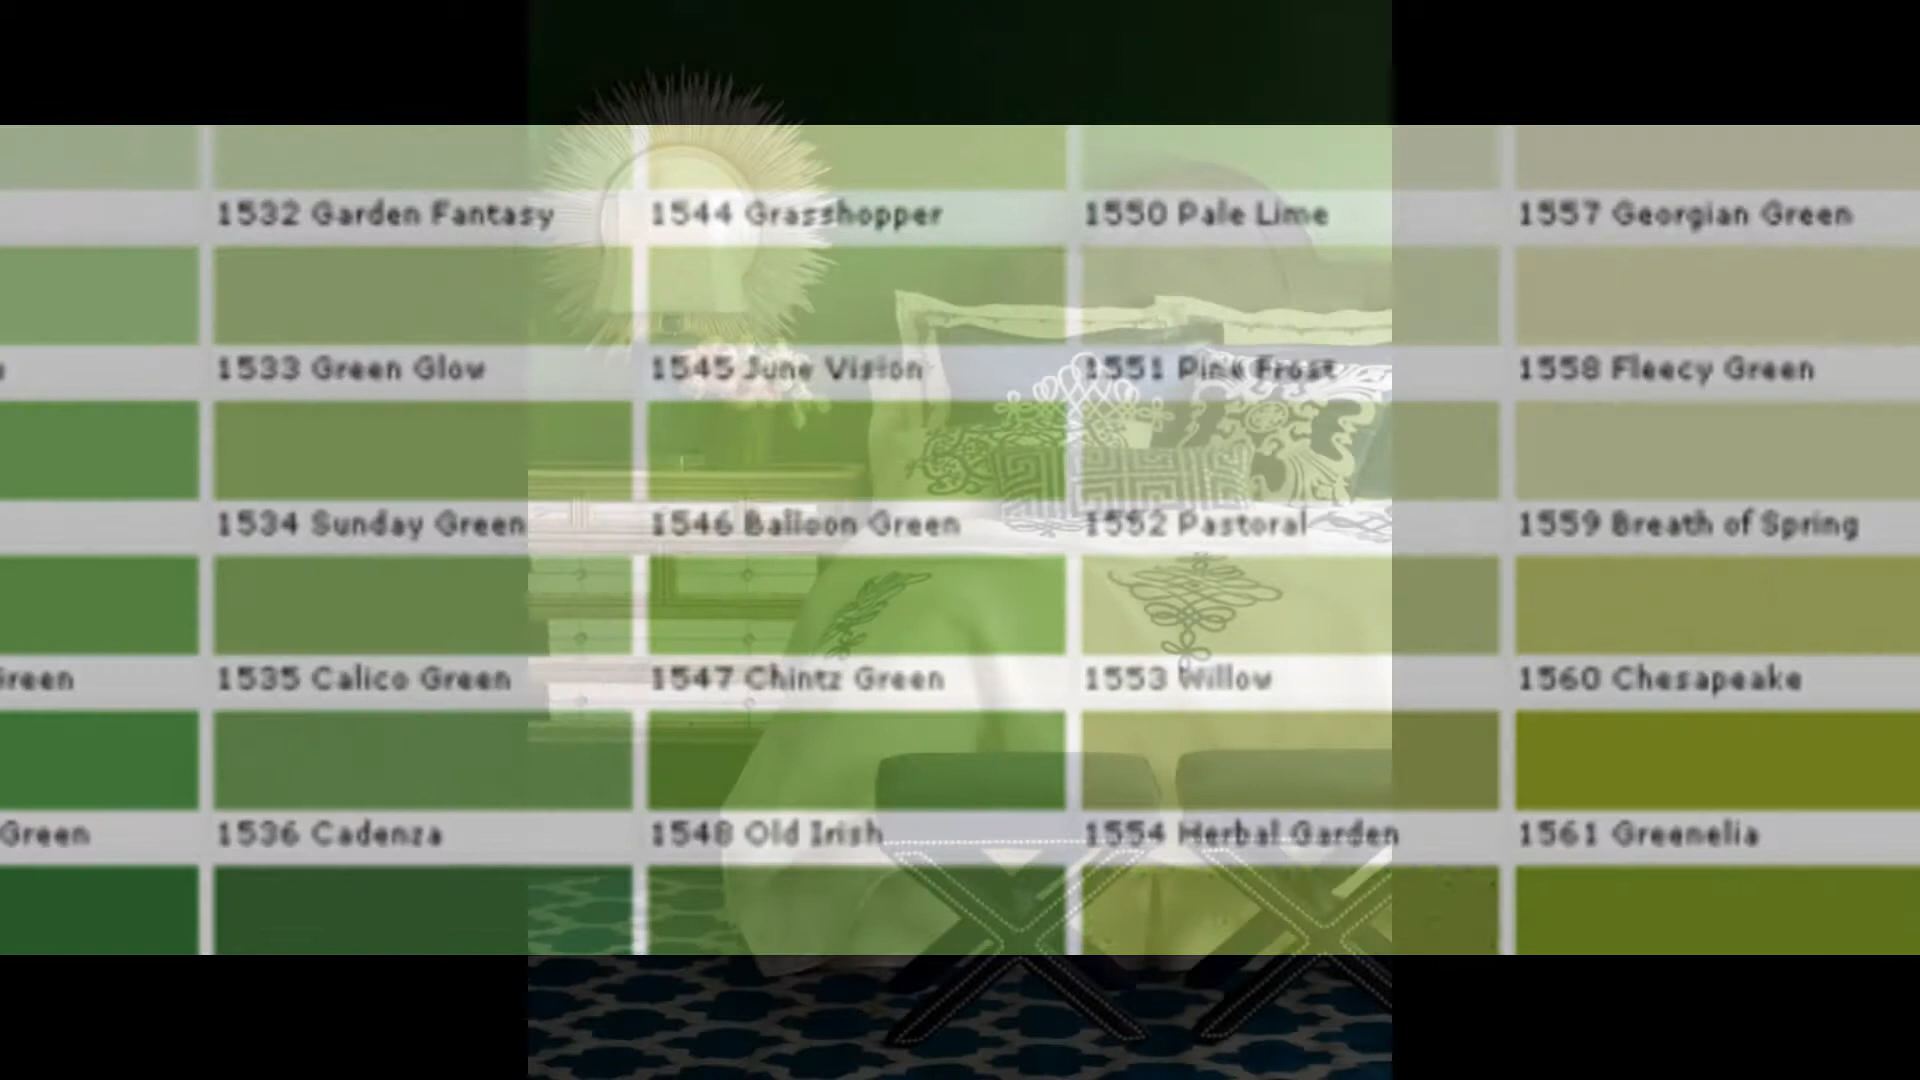 1532 Garden Fantasy
1544 Grasshopper
1550 Pale Lime
1557 Georgian Green
1533 Green Glow
1545 June Vision
1551 Pine Frost
1558 Fleecy Green
1534 Sunday Green
1546 Balloon Green
1552 Pastoral
1559 Breath of Spring
Green
1535 Calico Green
1547 Chintz Green
1553 Willow
1560 Chesapeake
Green
1536 Cadenza
1548 Old Irish
1554 Herbal Garden
1561 Greenelia